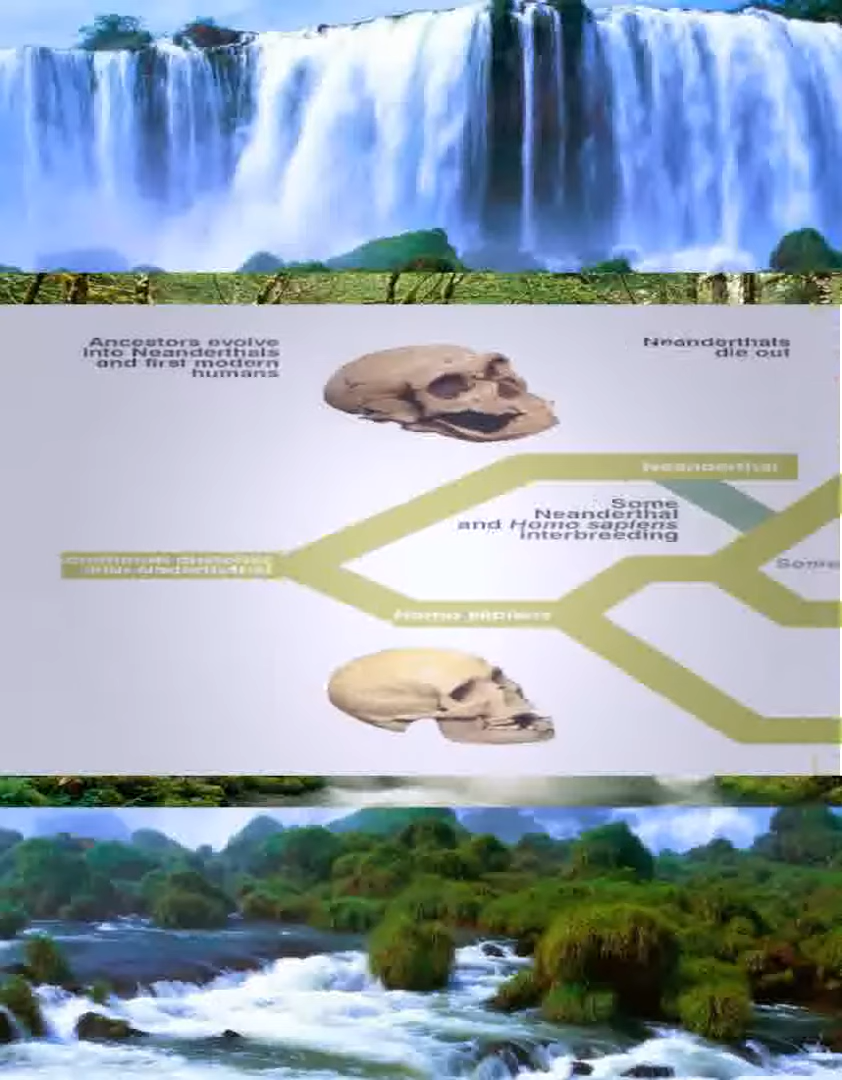 Ancestors evolve
into Neanderthals
and first modern
humans
Neanderthals
die out
Neanderthal
Some
Neanderthal
and Homo sapiens
interbreeding
Some
Homo sapiens